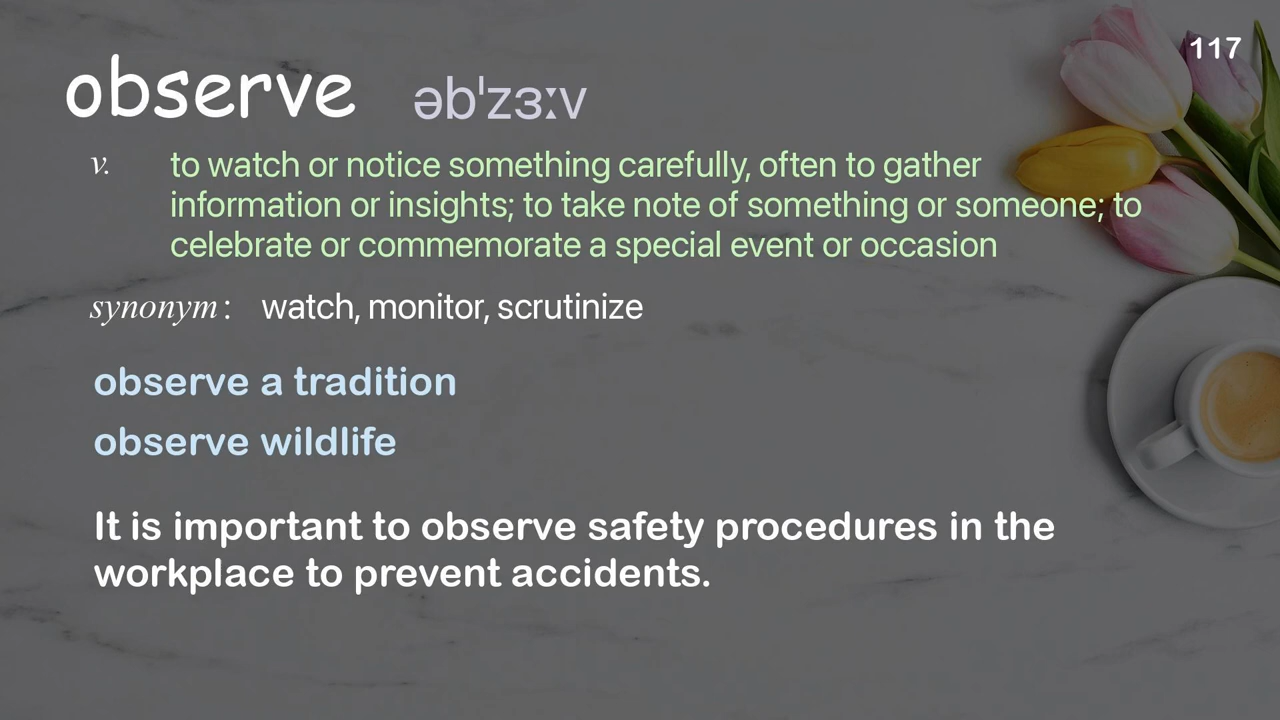 117
observe əbˈzɜːv
v. to watch or notice something carefully, often to gather
information or insights; to take note of something or someone; to
celebrate or commemorate a special event or occasion
synonym: watch, monitor, scrutinize
observe a tradition
observe wildlife
It is important to observe safety procedures in the
workplace to prevent accidents.